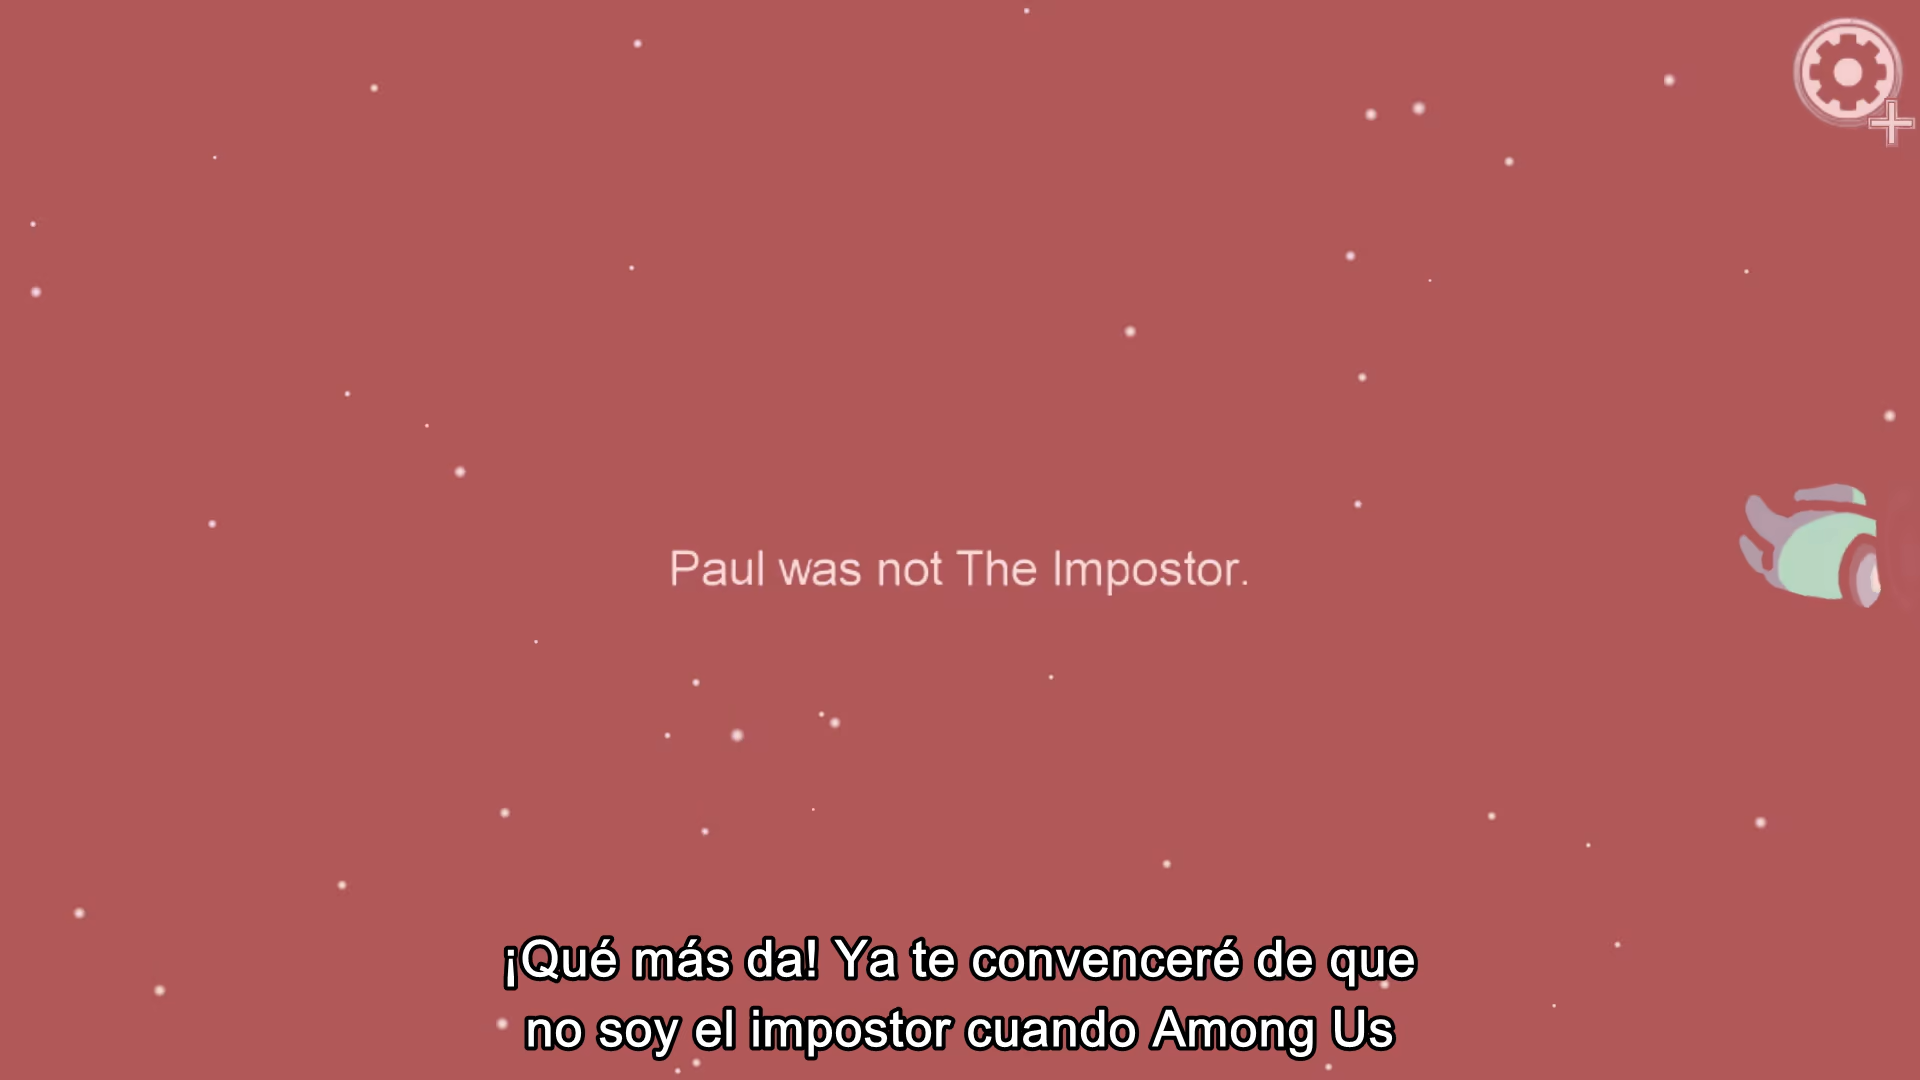 Paul was not The Impostor.
¡Qué más da! Ya te convenceré de que
no soy el impostor cuando Among Us